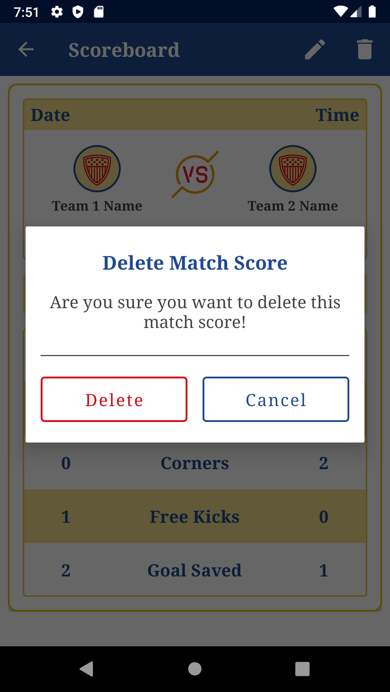 7:51
Scoreboard
Date Time
VS
Team 1 Name Team 2 Name
Delete Match Score
Are you sure you want to delete this
match score!
Delete Cancel
0 Corners 2
1 Free Kicks 0
2 Goal Saved 1